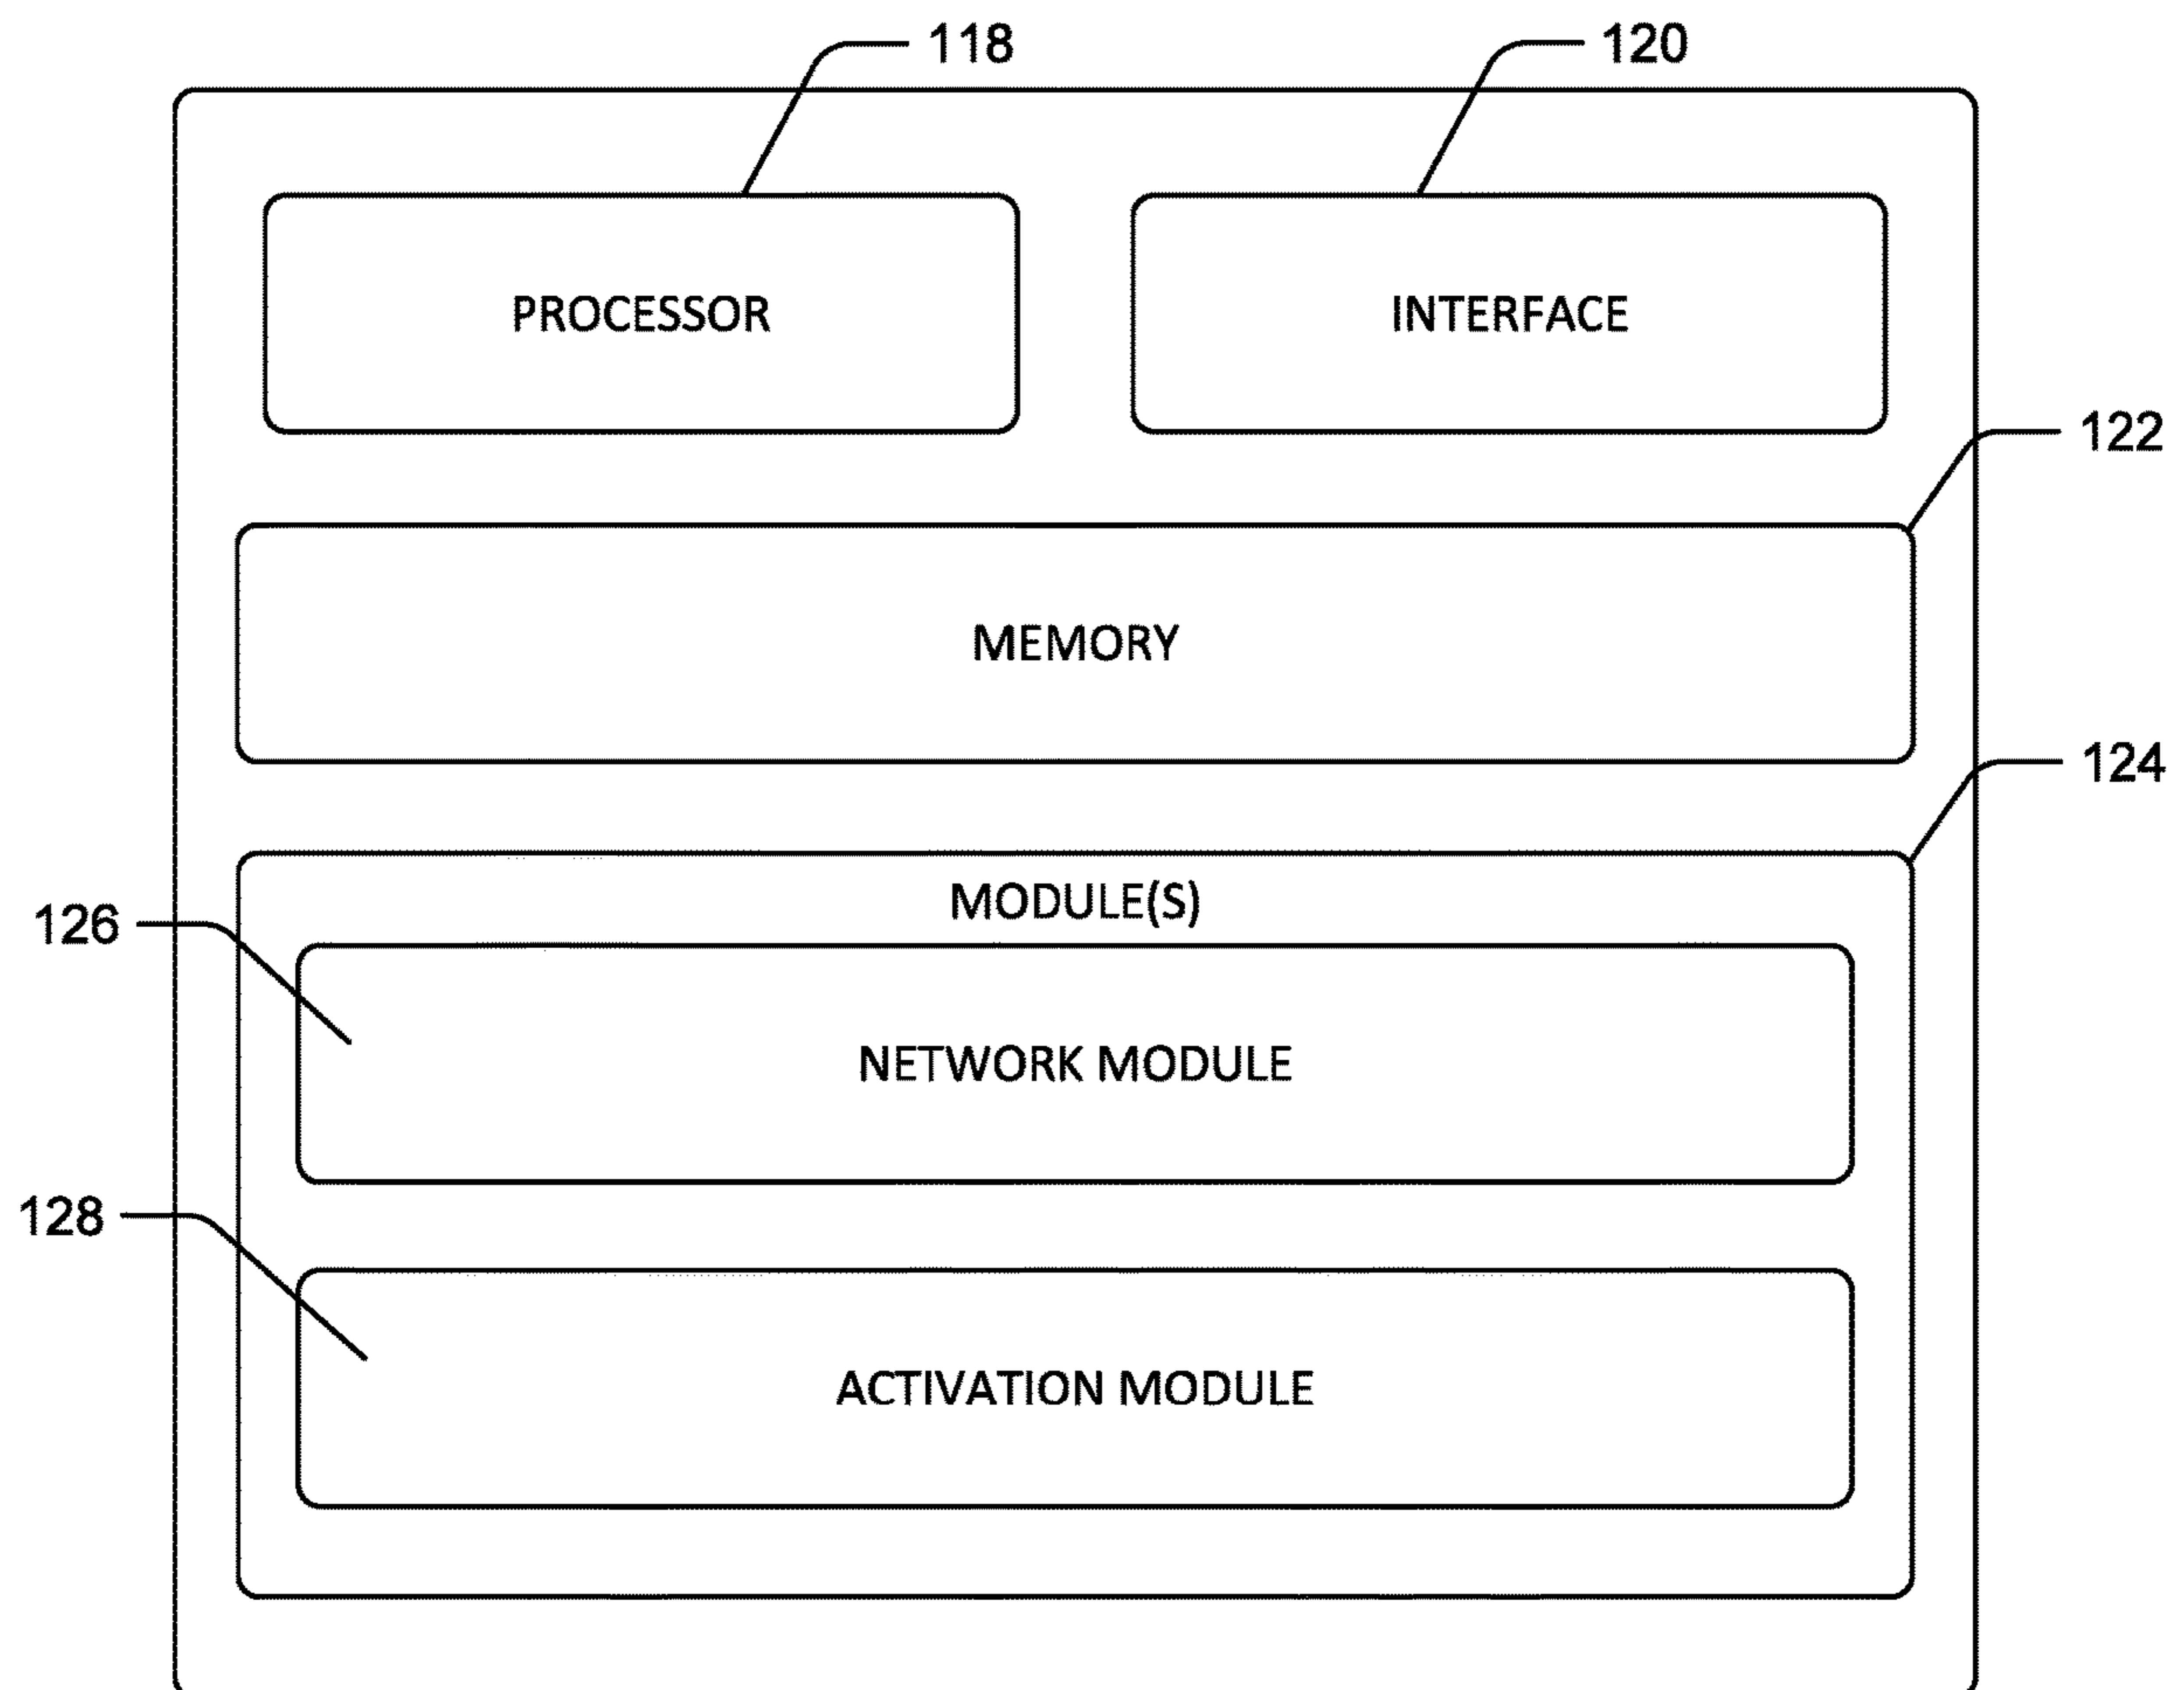 118
120
PROCESSOR
INTERFACE
122
MEMORY
124
MODULE(S)
126
NETWORK MODULE
128
ACTIVATION MODULE